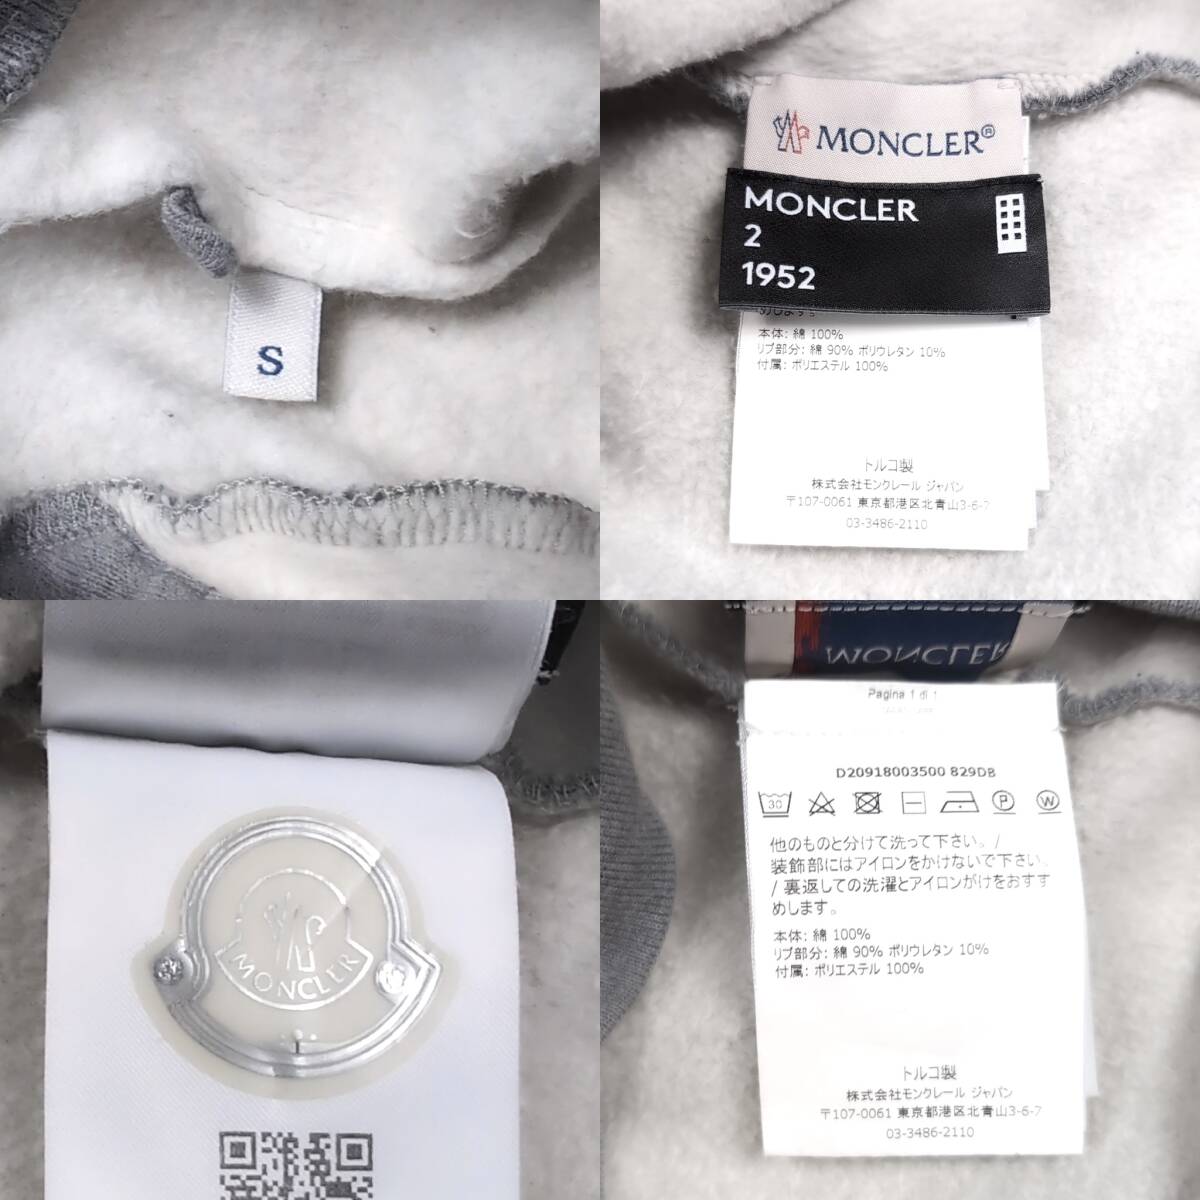 S
MONCLER®
MONCLER
2
1952
めします。
本体: 綿 100%
リブ部分: 綿 90% ポリウレタン 10%
付属: ポリエステル 100%
トルコ製
株式会社モンクレール ジャパン
〒107-0061 東京都港区北青山3-6-7
03-3486-2110
MONCLER
MONCLER
Pagina 1 di 1
D20918003500 829DB
30
P
W
他のものと分けて洗って下さい。/
装飾部にはアイロンをかけないで下さい。
/ 裏返しての洗濯とアイロンがけをおすす
めします。
本体: 綿 100%
リブ部分: 綿 90% ポリウレタン 10%
付属: ポリエステル 100%
トルコ製
株式会社モンクレール ジャパン
〒107-0061 東京都港区北青山3-6-7
03-3486-2110